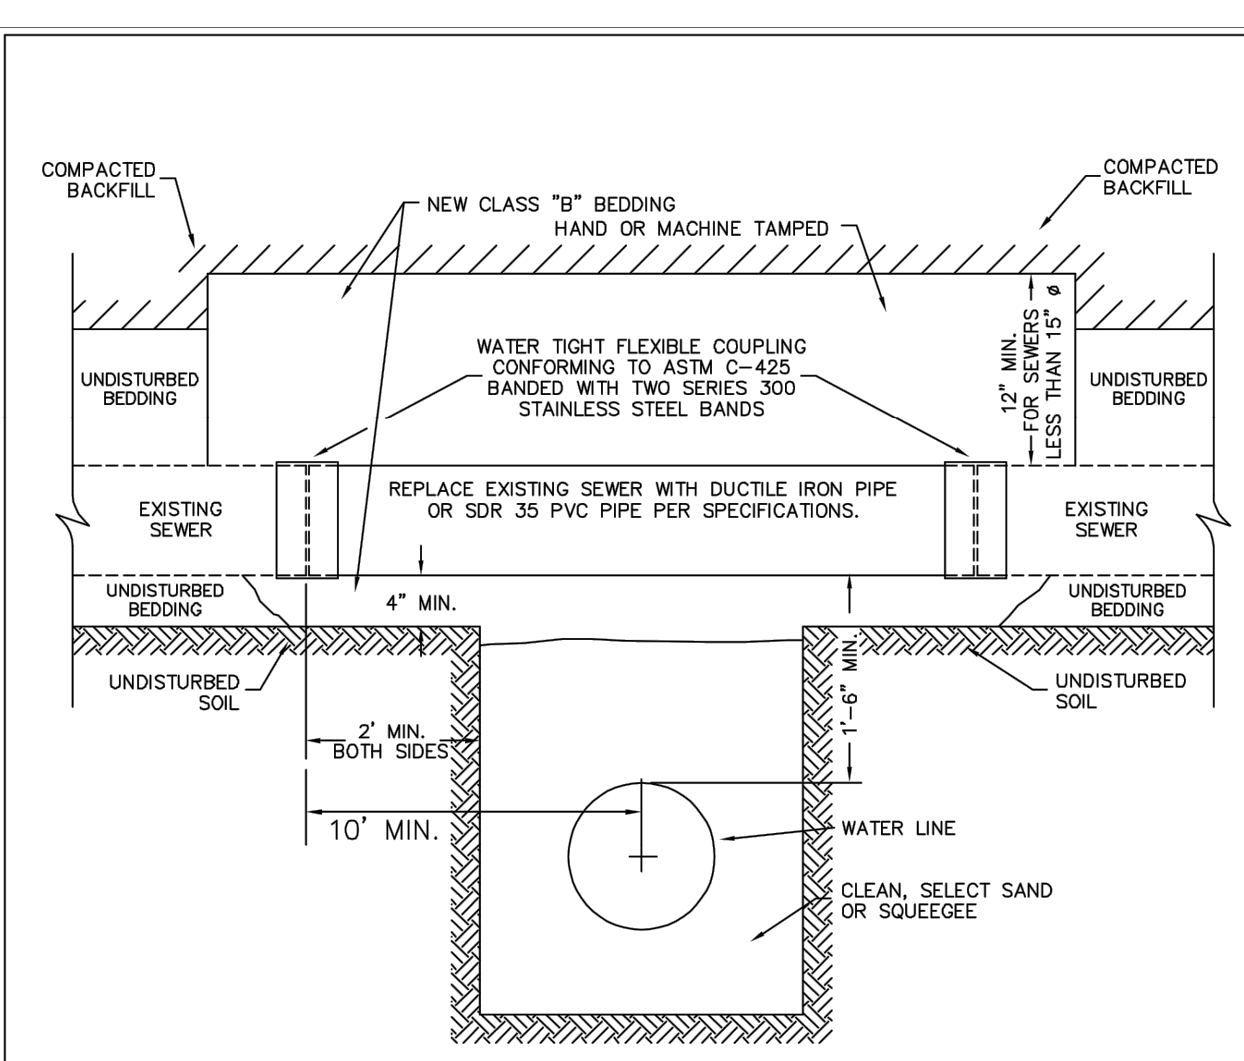 COMPACTED
BACKFILL
COMPACTED
BACKFILL
NEW CLASS "B" BEDDING
HAND OR MACHINE TAMPED
WATER TIGHT FLEXIBLE COUPLING
CONFORMING TO ASTM C-425
BANDED WITH TWO SERIES 300
STAINLESS STEEL BANDS
12" MIN.
FOR SEWERS
LESS THAN 15" ø
UNDISTURBED
BEDDING
UNDISTURBED
BEDDING
REPLACE EXISTING SEWER WITH DUCTILE IRON PIPE
OR SDR 35 PVC PIPE PER SPECIFICATIONS.
EXISTING
SEWER
EXISTING
SEWER
UNDISTURBED
BEDDING
4" MIN.
UNDISTURBED
BEDDING
UNDISTURBED
SOIL
1'-6" MIN.
UNDISTURBED
SOIL
2' MIN.
BOTH SIDES
10' MIN.
WATER LINE
CLEAN, SELECT SAND
OR SQUEEGEE